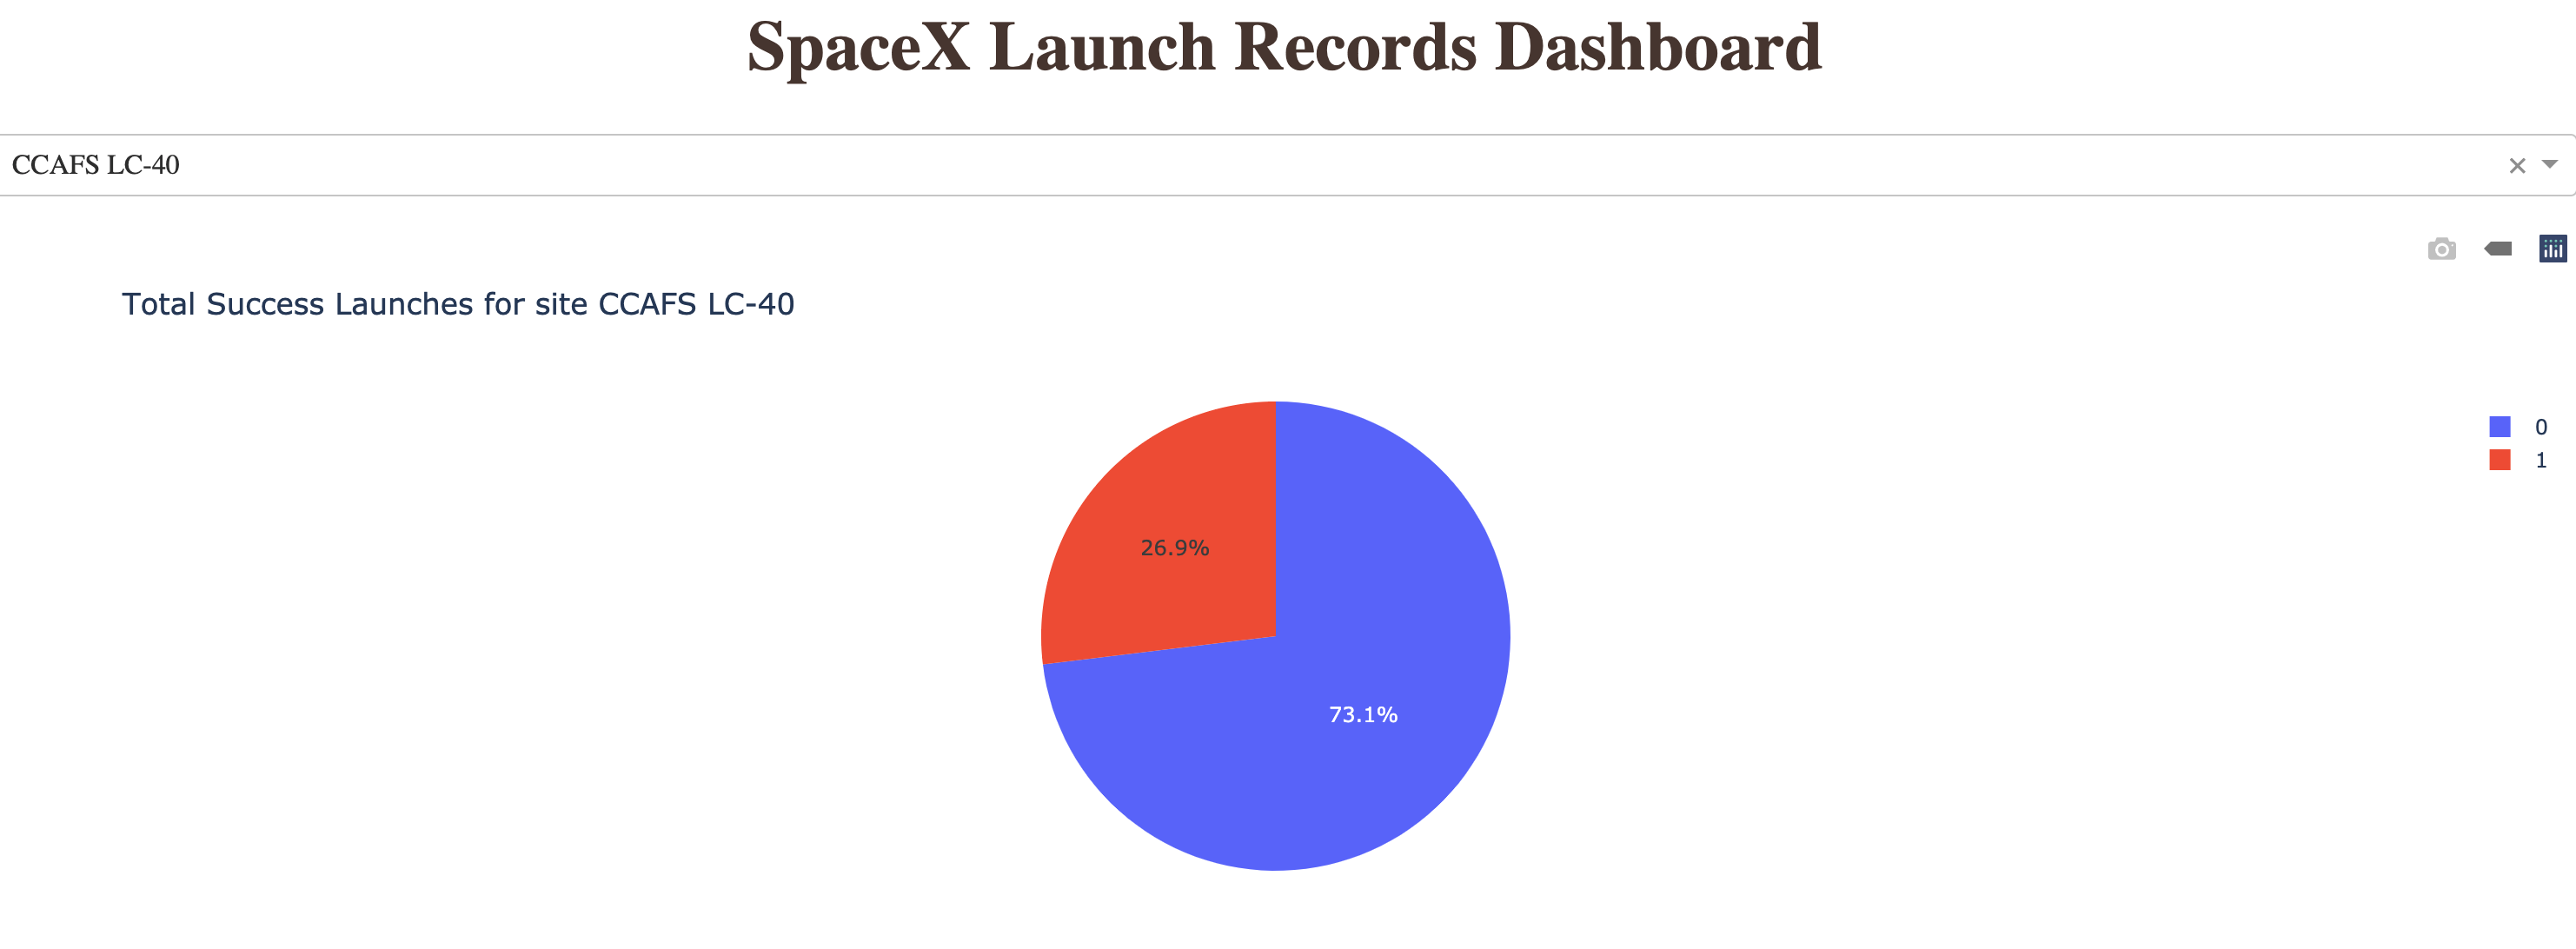 SpaceX Launch Records Dashboard
CCAFS LC-40
Total Success Launches for site CCAFS LC-40
0
1
26.9%
73.1%